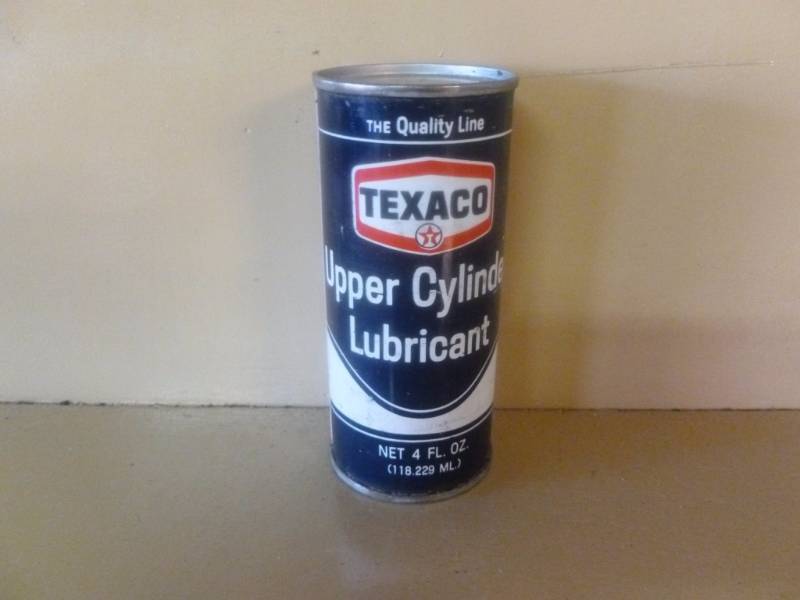 THE Quality Line
TEXACO
T
Upper Cylinde
Lubricant
NET 4 FL. OZ.
(118.229 ML.)